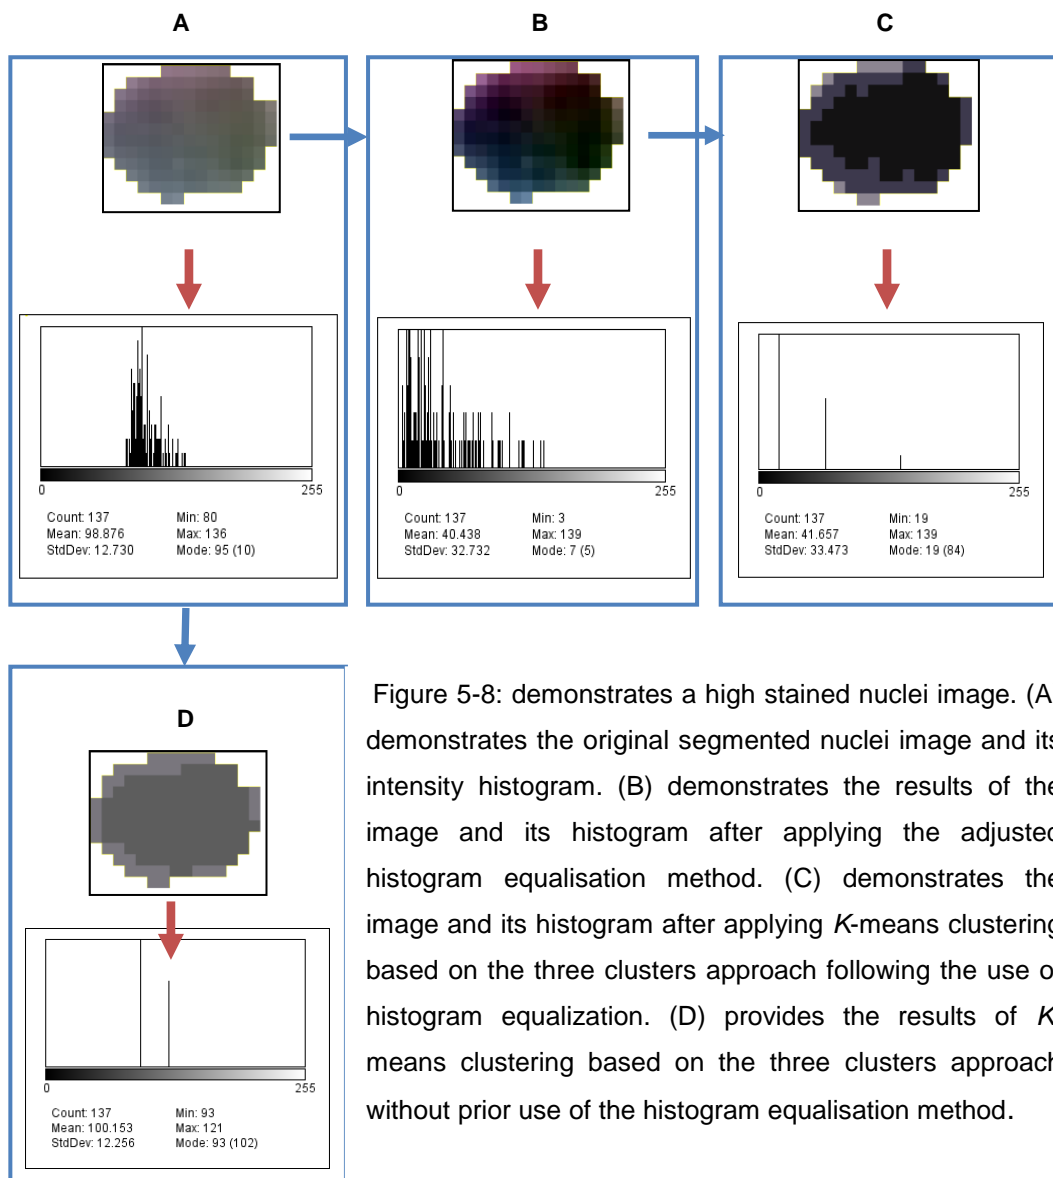 A
B
C
0
255
Count: 137 Min: 80
Mean: 98.876 Max: 136
StdDev: 12.730 Mode: 95 (10)
0
255
Count: 137 Min: 3
Mean: 40.438 Max: 139
StdDev: 32.732 Mode: 7 (5)
0
255
Count: 137 Min: 19
Mean: 41.657 Max: 139
StdDev: 33.473 Mode: 19 (84)
D
0
255
Count: 137 Min: 93
Mean: 100.153 Max: 121
StdDev: 12.256 Mode: 93 (102)
Figure 5-8: demonstrates a high stained nuclei image. (A
demonstrates the original segmented nuclei image and its
intensity histogram. (B) demonstrates the results of the
image and its histogram after applying the adjusted
histogram equalisation method. (C) demonstrates the
image and its histogram after applying K-means clustering
based on the three clusters approach following the use o
histogram equalization. (D) provides the results of K
means clustering based on the three clusters approach
without prior use of the histogram equalisation method.